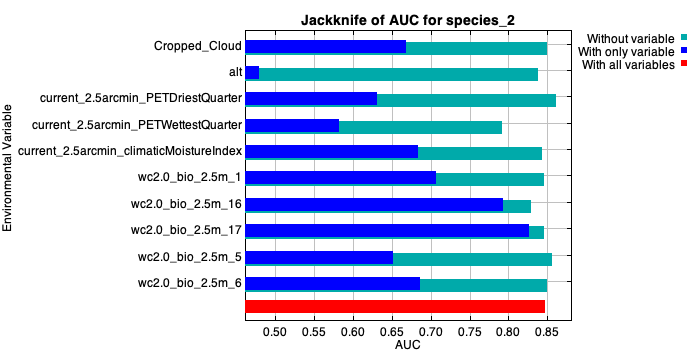 Jackknife of AUC for species_2
Environmental Variable
Cropped_Cloud
alt
current_2.5arcmin_PETDriestQuarter
current_2.5arcmin_PETWettestQuarter
current_2.5arcmin_climaticMoistureIndex
wc2.0_bio_2.5m_1
wc2.0_bio_2.5m_16
wc2.0_bio_2.5m_17
wc2.0_bio_2.5m_5
wc2.0_bio_2.5m_6
0.50 0.55 0.60 0.65 0.70 0.75 0.80 0.85
AUC
Without variable
With only variable
With all variables